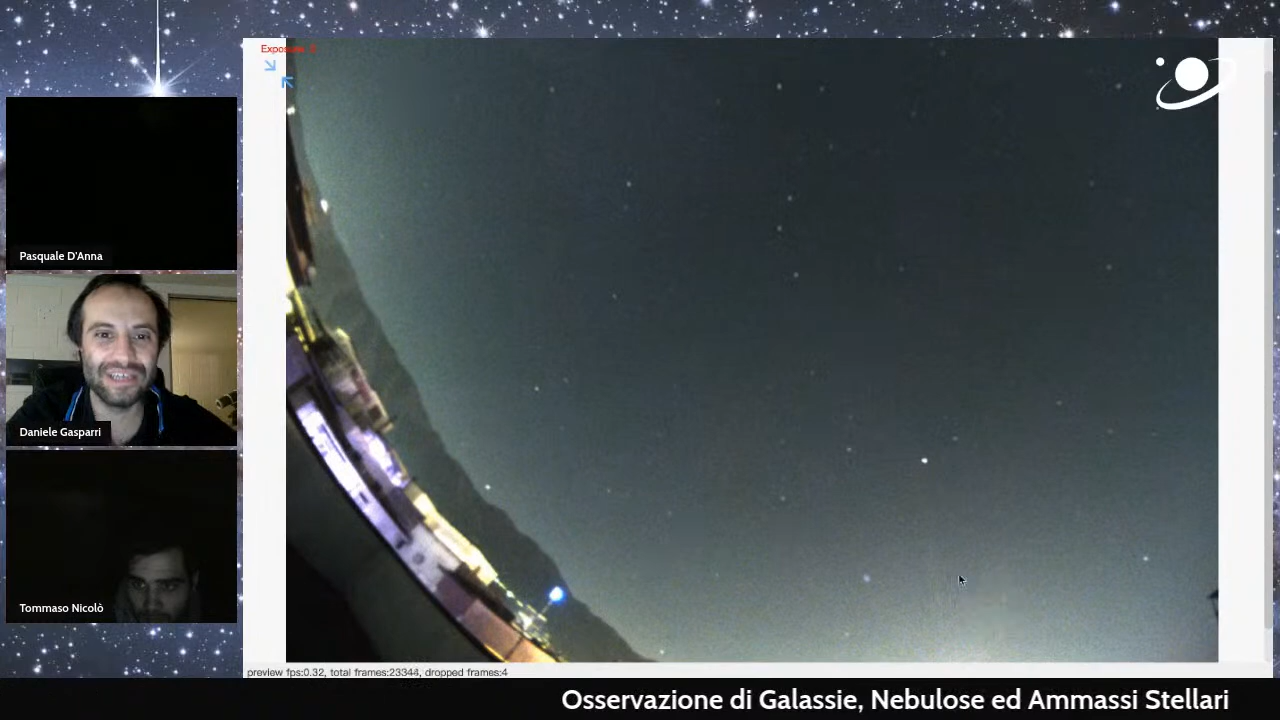 Pasquale D'Anna
Daniele Gasparri
Tommaso Nicolò
preview fps:0.32, total frames:23344, dropped frames:4
Osservazione di Galassie, Nebulose ed Ammassi Stellari